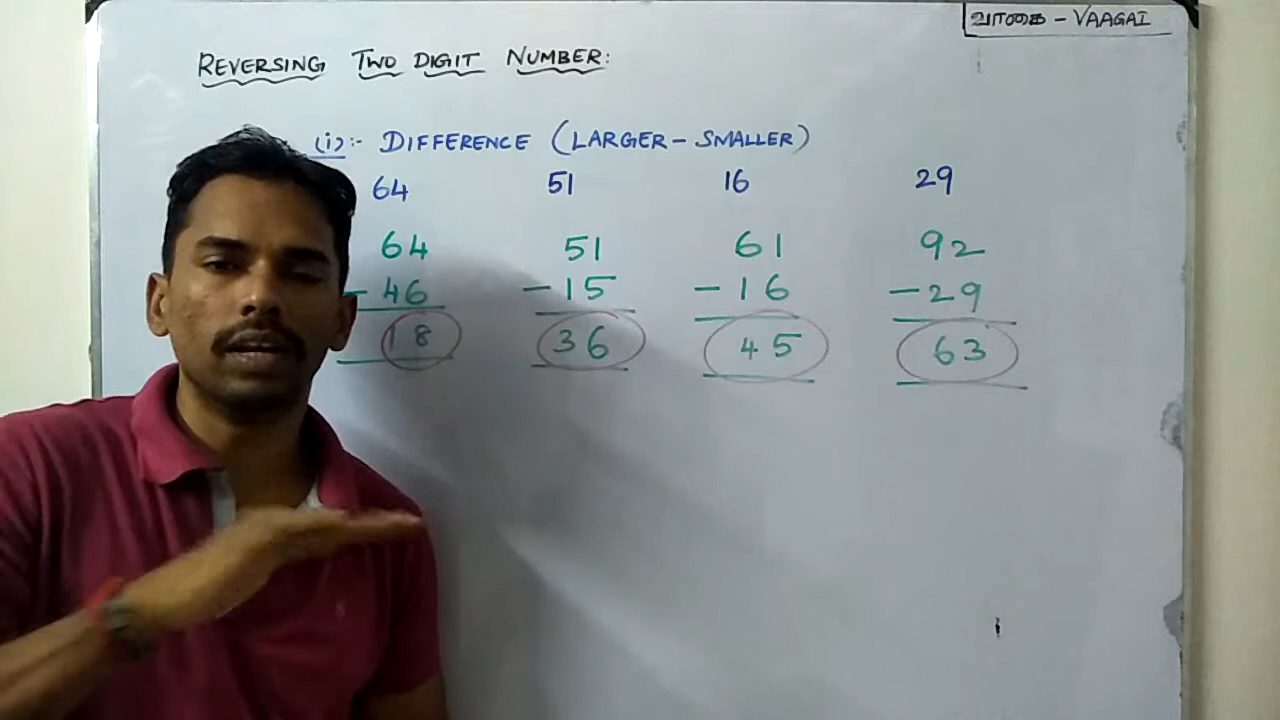 வாகை - VAAGAI
REVERSING TWO DIGIT NUMBER:
(i):- DIFFERENCE (LARGER - SMALLER)
64 51 16 29
64 51 61 92
- 46 - 15 - 16 - 29
18 36 45 63